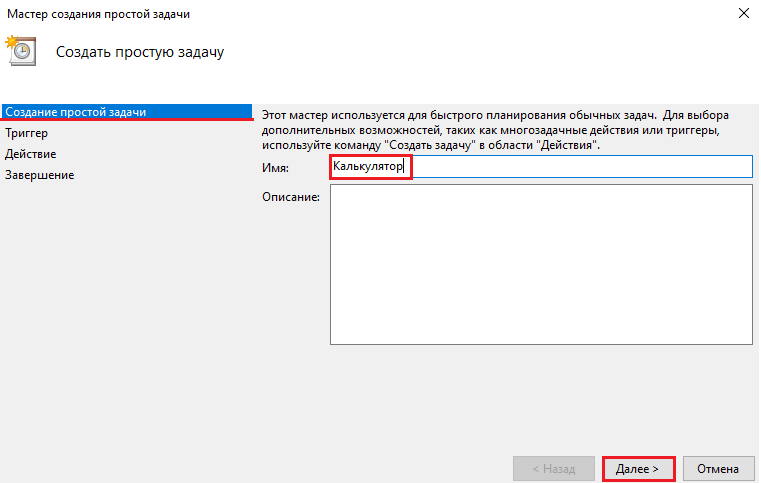 Мастер создания простой задачи
Создать простую задачу
Создание простой задачи
Триггер
Действие
Завершение
Этот мастер используется для быстрого планирования обычных задач. Для выбора
дополнительных возможностей, таких как многозадачные действия или триггеры,
используйте команду "Создать задачу" в области "Действия".
Имя:
Калькулятор
Описание:
< Назад
Далее >
Отмена